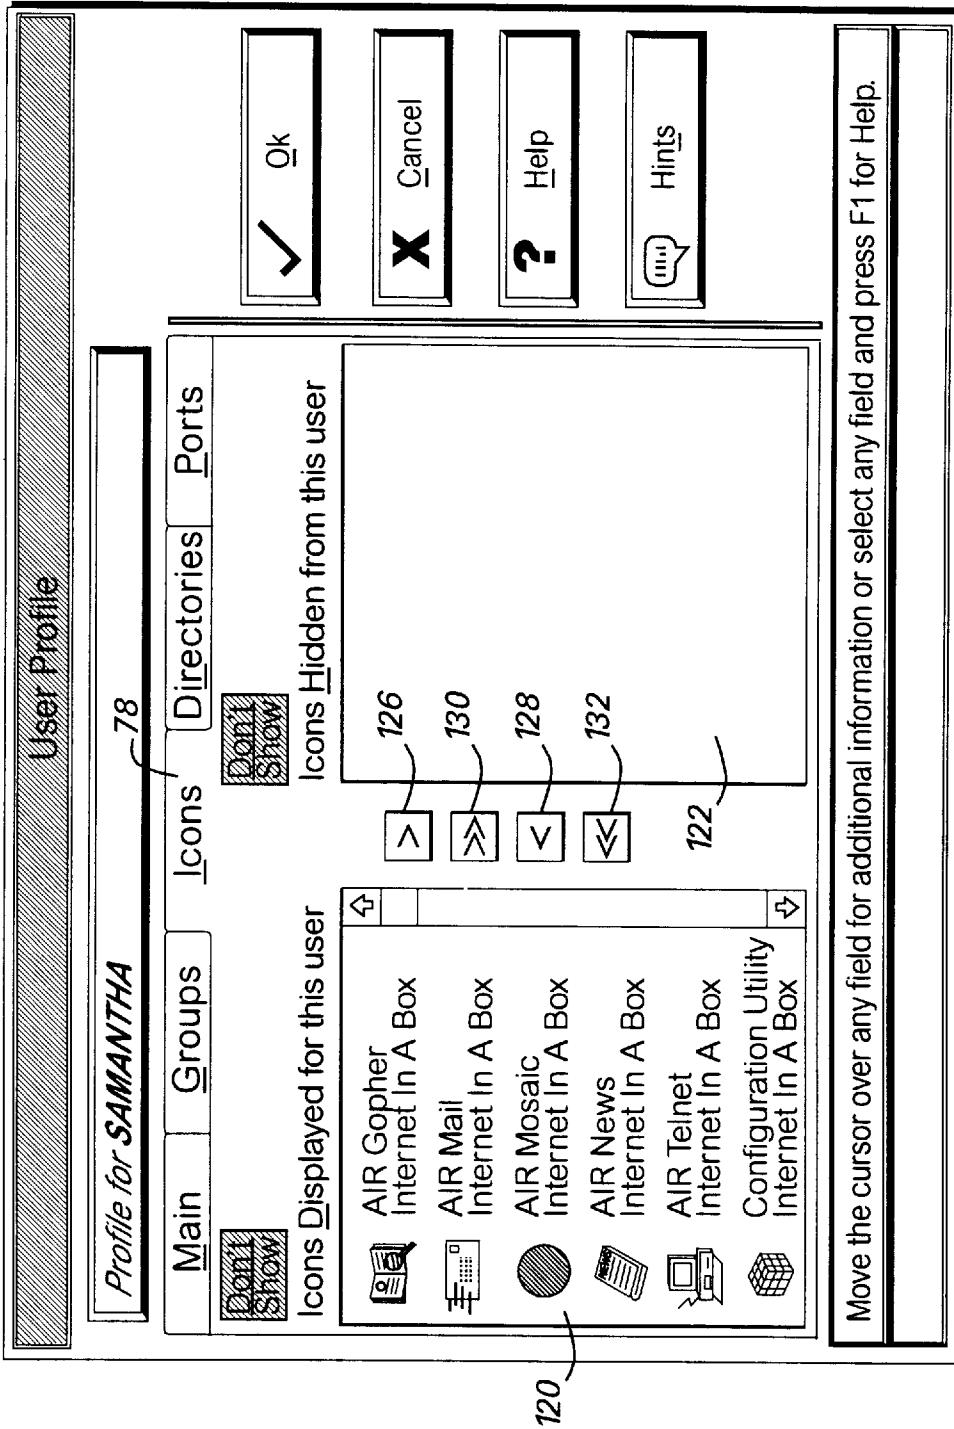 User Profile
Profile for SAMANTHA
78
Main
Groups
Icons
Directories
Ports
Don't
Show
Icons Displayed for this user
Don't
Show
Icons Hidden from this user
AIR Gopher
Internet In A Box
AIR Mail
Internet In A Box
AIR Mosaic
Internet In A Box
AIR News
Internet In A Box
AIR Telnet
Internet In A Box
Configuration Utility
Internet In A Box
120
>
126
>>
130
<
128
<<
132
122
Ok
X Cancel
? Help
Hints
Move the cursor over any field for additional information or select any field and press F1 for Help.